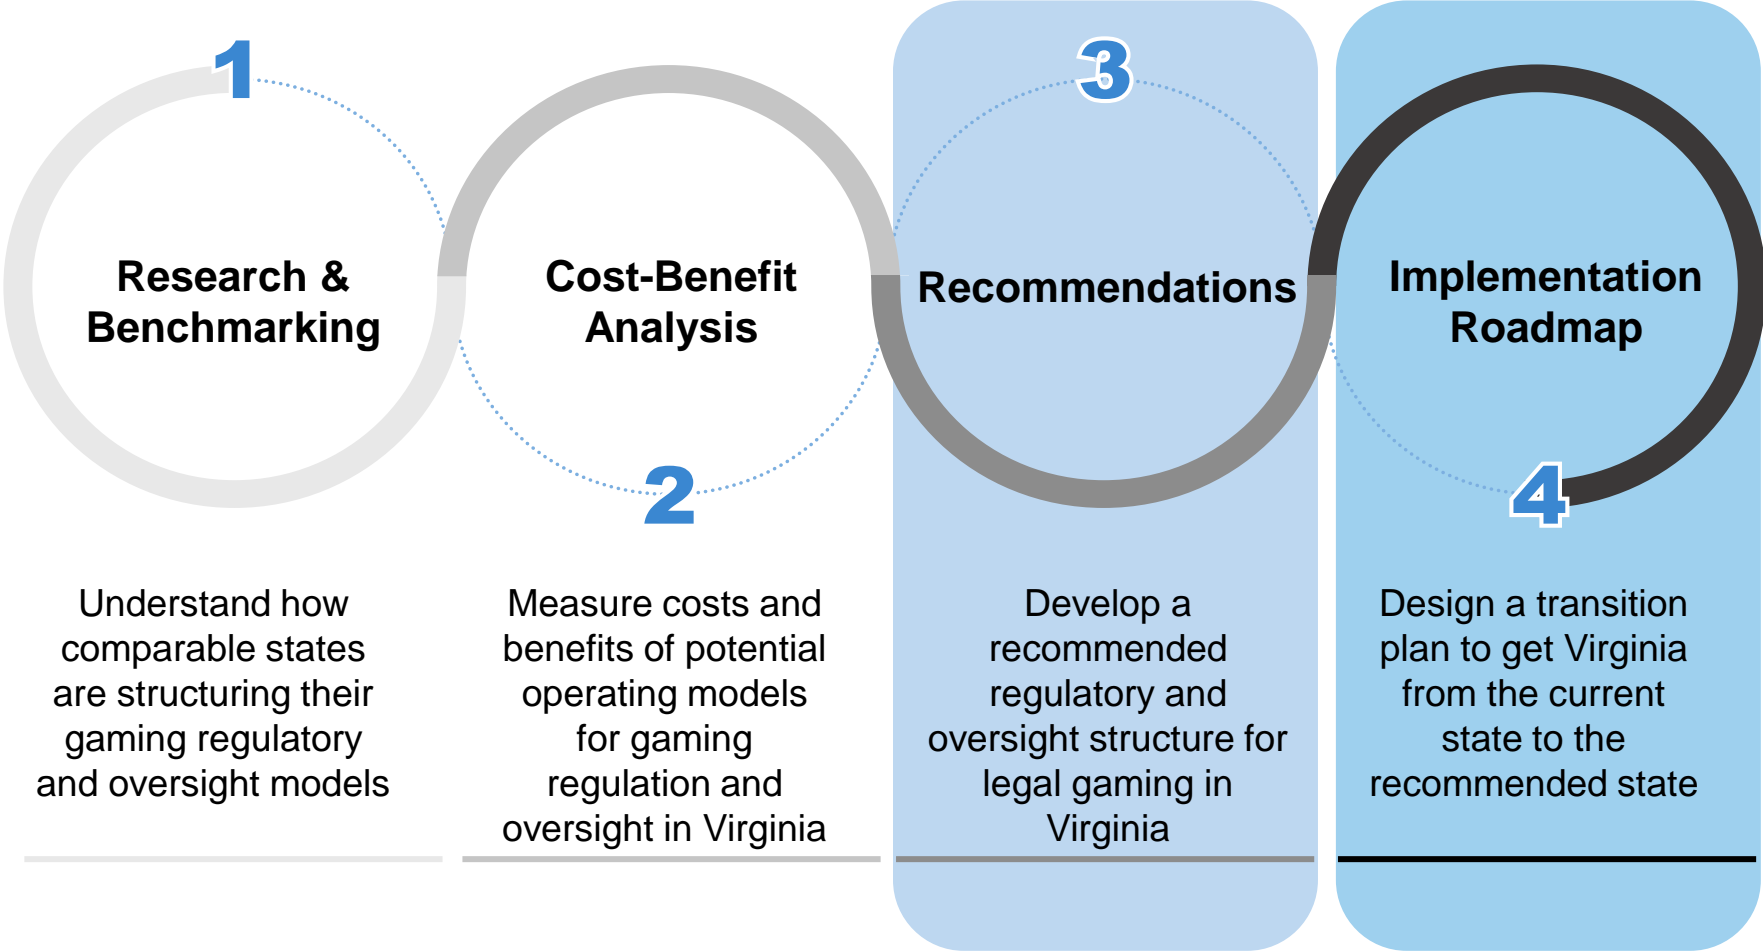 1
Research &
Benchmarking
Understand how
comparable states
are structuring their
gaming regulatory
and oversight models
2
Cost-Benefit
Analysis
Measure costs and
benefits of potential
operating models
for gaming
regulation and
oversight in Virginia
3
Recommendations
Develop a
recommended
regulatory and
oversight structure for
legal gaming in
Virginia
4
Implementation
Roadmap
Design a transition
plan to get Virginia
from the current
state to the
recommended state